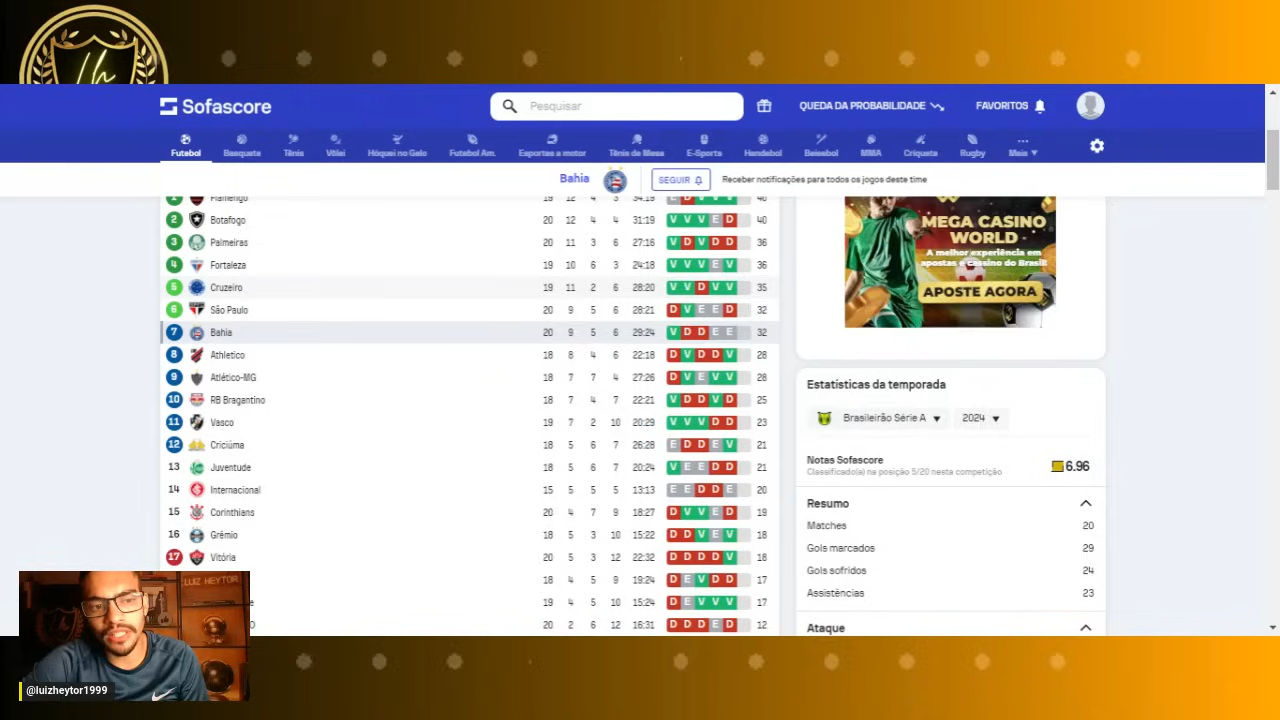 lh
Sofascore
Pesquisar
QUEDA DA PROBABILIDADE
FAVORITOS
Futebol Basquete Tênis Vôlei Hóquei no Gelo Futebol Am. Esportes a motor Tênis de Mesa E-Sports Handebol Beisebol MMA Críquete Rugby Mais
Bahia
SEGUIR
Receber notificações para todos os jogos deste time
1 Flamengo 19 12 4 3 34:19 E D V V V 40
2 Botafogo 20 12 4 4 31:19 V V V E D 40
3 Palmeiras 20 11 3 6 27:16 V D V D D 36
4 Fortaleza 19 10 6 3 24:18 V V V E V 36
5 Cruzeiro 19 11 2 6 28:20 V V D V V 35
6 São Paulo 20 9 5 6 28:21 D V E E D 32
7 Bahia 20 9 5 6 29:24 V D D E E 32
8 Athletico 18 8 4 6 22:18 D V D D V 28
9 Atlético-MG 18 7 7 4 27:26 D V E V V 28
10 RB Bragantino 18 7 4 7 22:21 V D D V D 25
11 Vasco 19 7 2 10 20:29 V V V D D 23
12 Criciúma 18 5 6 7 26:28 E D D E V 21
13 Juventude 18 5 6 7 20:24 V E E D D 21
14 Internacional 15 5 5 5 13:13 E E D D E 20
15 Corinthians 20 4 7 9 18:27 D V V E D 19
16 Grêmio 18 5 3 10 15:22 D D V E V 18
17 Vitória 20 5 3 12 22:32 D D D D V 18
18 4 5 9 19:24 D E V D D 17
e 19 4 5 10 15:24 D E V V V 17
O 20 2 6 12 16:31 D D D E D 12
MEGA CASINO
WORLD
A melhor experiência em
apostas e cassino do Brasil!
APOSTE AGORA
Estatísticas da temporada
Brasileirão Série A 2024
Notas Sofascore
Classificado(a) na posição 5/20 nesta competição
6.96
Resumo
Matches 20
Gols marcados 29
Gols sofridos 24
Assistências 23
Ataque
LUIZ HEYTOR
@luizheytor1999